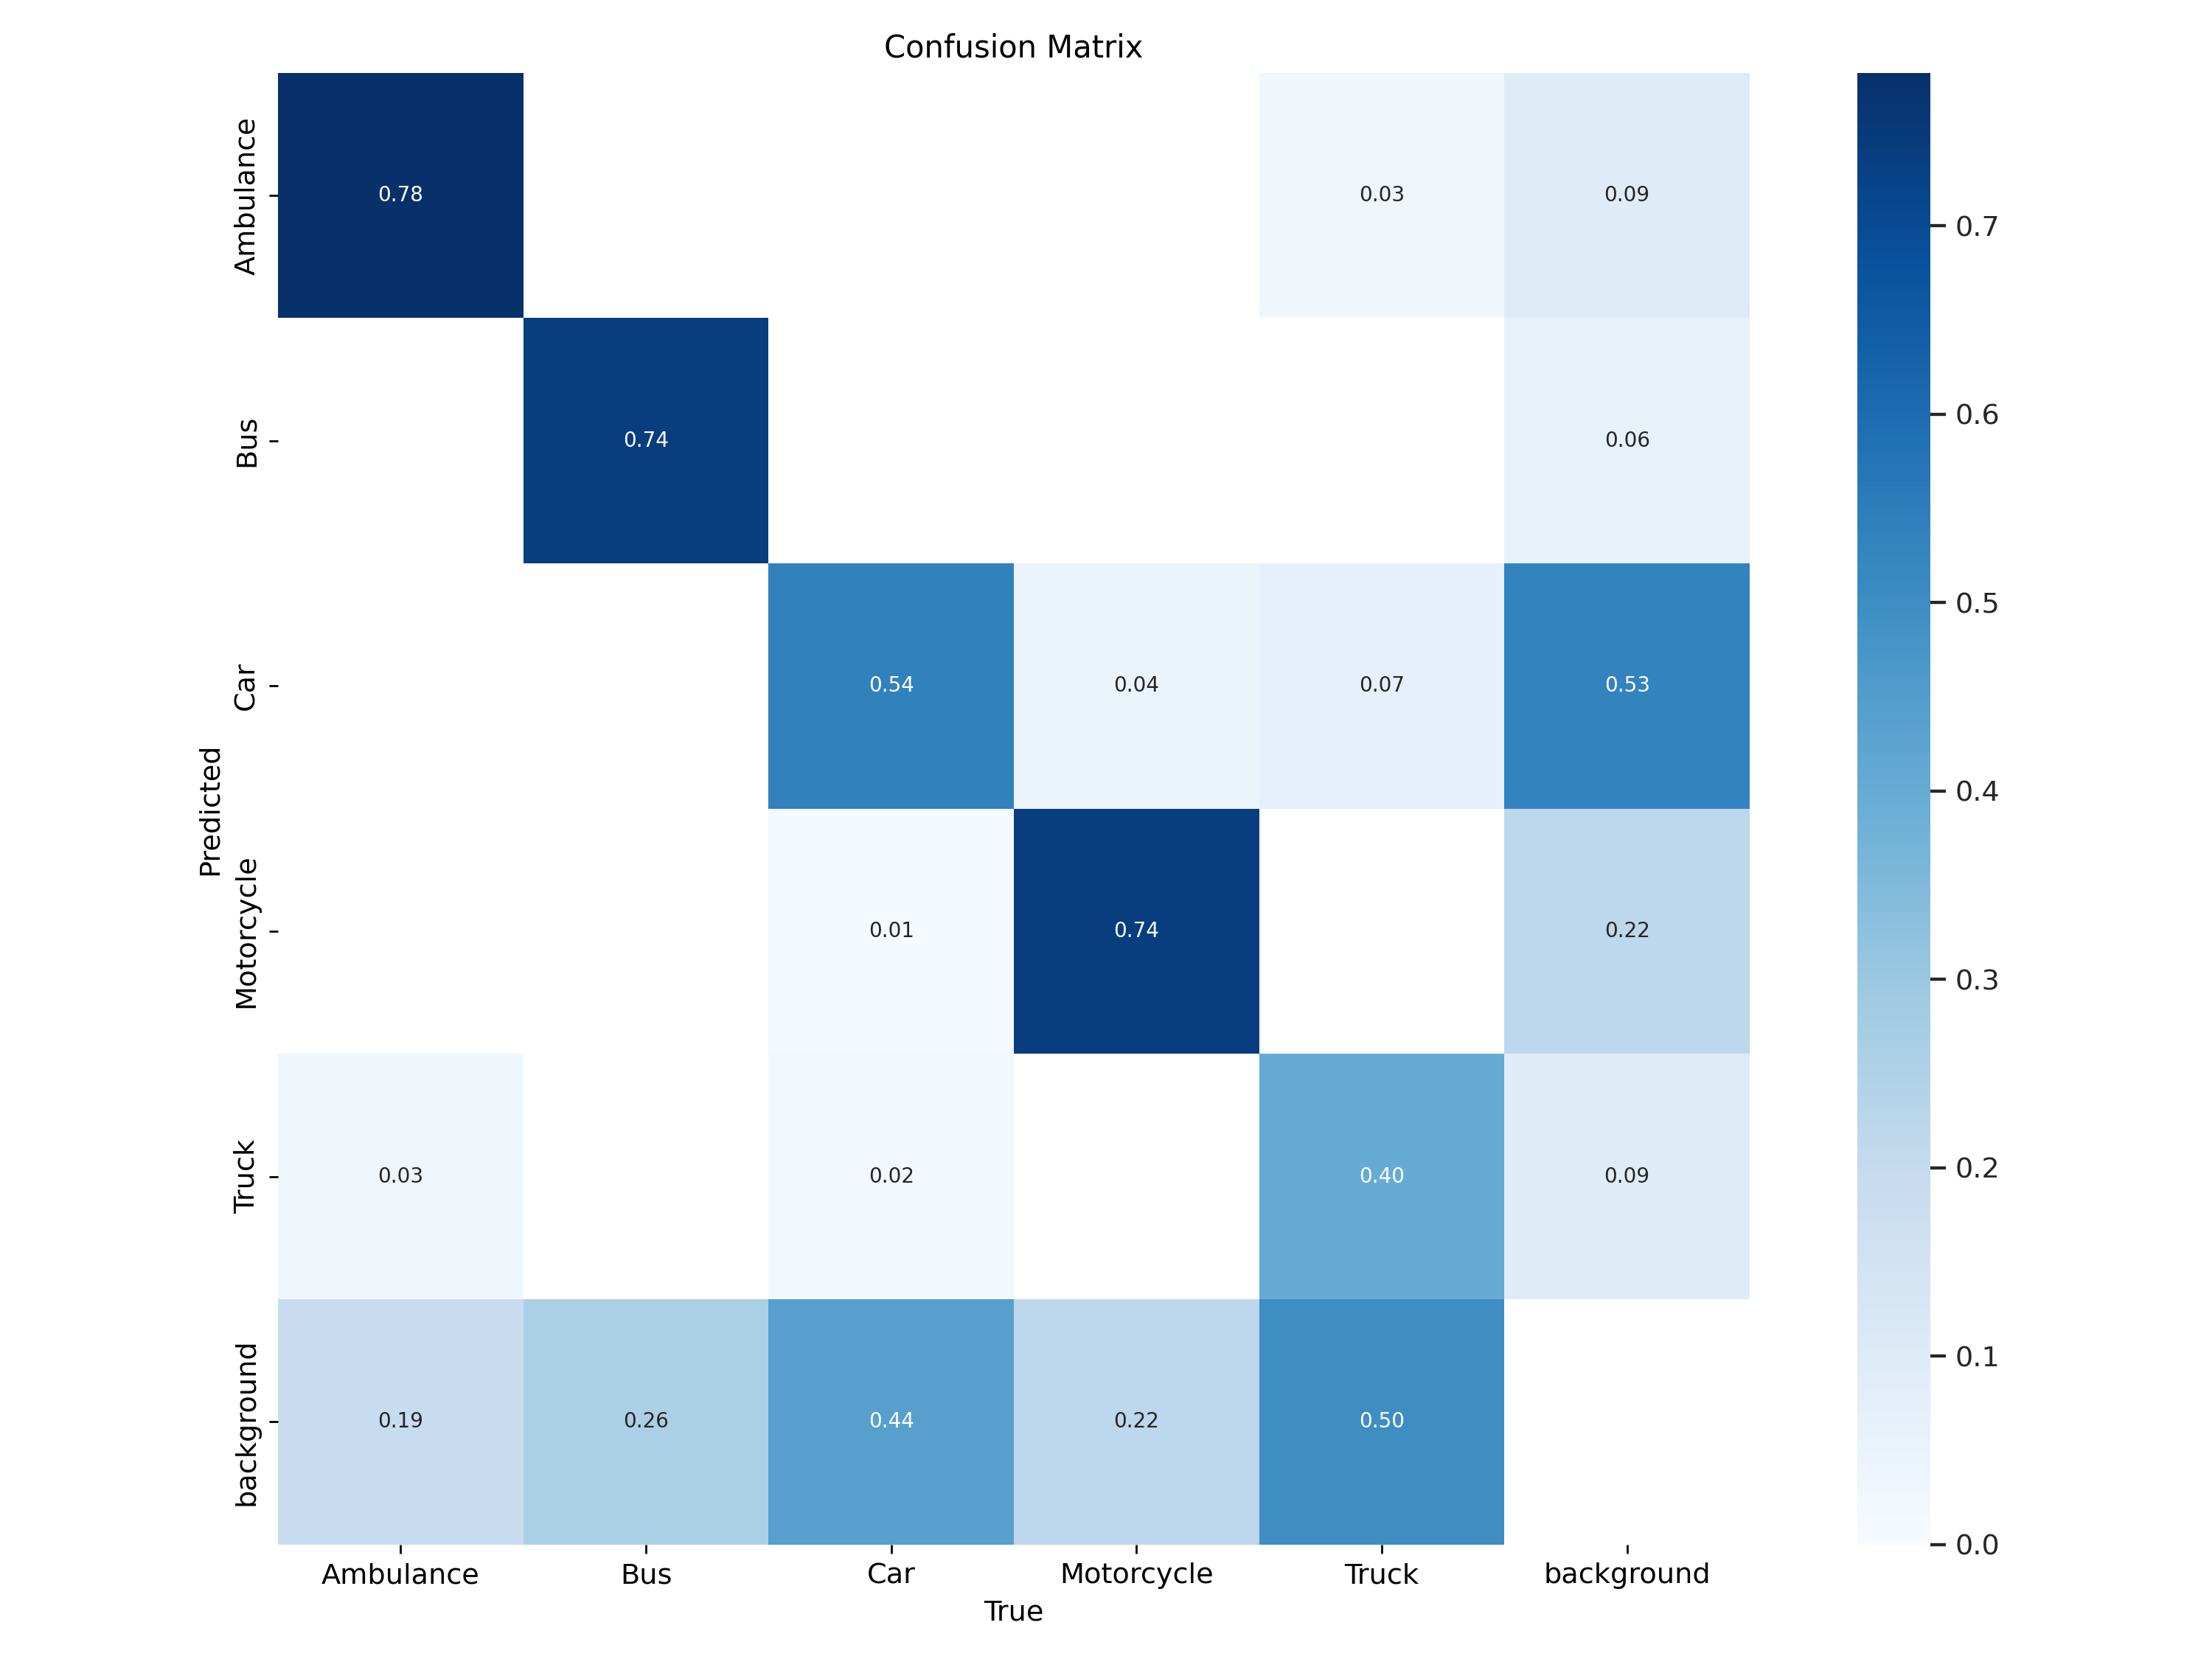 Confusion Matrix
Ambulance
0.78
0.03
0.09
0.7
Bus
0.74
0.06
0.6
Car
0.54
0.04
0.07
0.53
0.5
Predicted
0.4
Motorcycle
0.01
0.74
0.22
0.3
Truck
0.03
0.02
0.40
0.09
0.2
background
0.19
0.26
0.44
0.22
0.50
0.1
0.0
Ambulance Bus Car Motorcycle Truck background
True